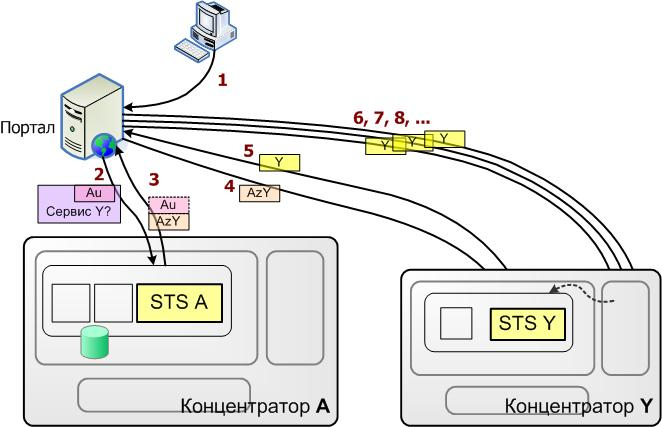 1
Портал
6, 7, 8, ...
Y
Y
Y
5
Y
2
3
4
Au
Сервис Y?
Au
AzY
AzY
STS A
STS Y
Концентратор A
Концентратор Y